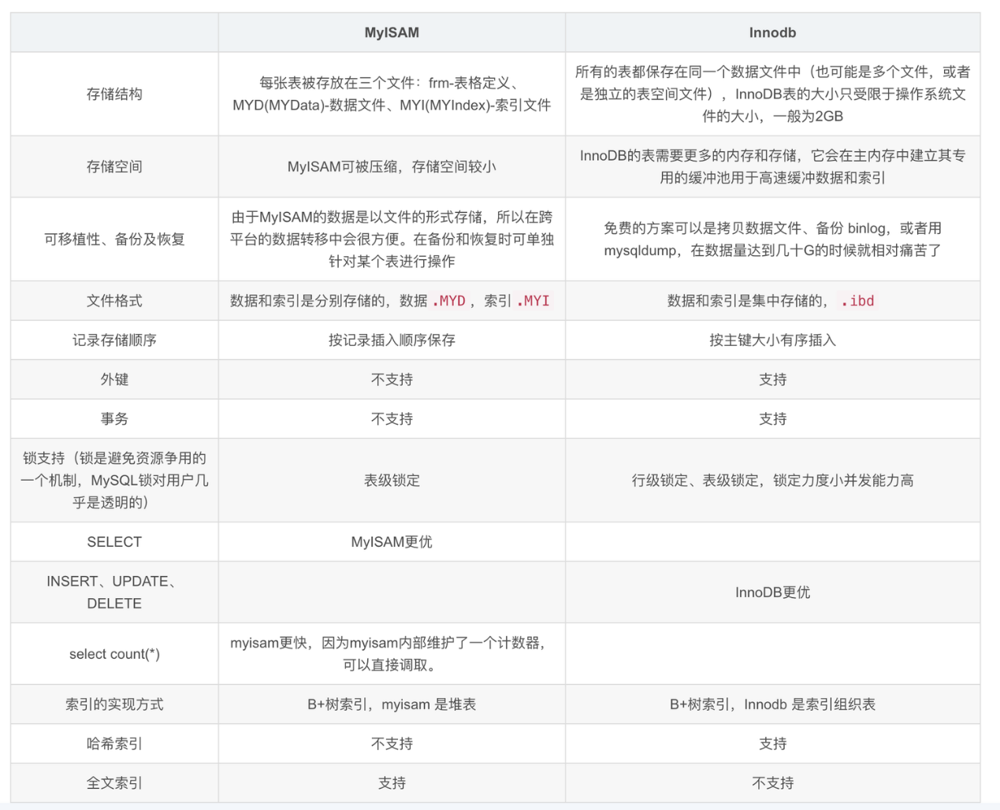 MyISAM
Innodb
存储结构
每张表被存放在三个文件：frm-表格定义、
MYD(MYData)-数据文件、MYI(MYIndex)-索引文件
所有的表都保存在同一个数据文件中（也可能是多个文件，或者
是独立的表空间文件），InnoDB表的大小只受限于操作系统文
件的大小，一般为2GB
存储空间
MyISAM可被压缩，存储空间较小
InnoDB的表需要更多的内存和存储，它会在主内存中建立其专
用的缓冲池用于高速缓冲数据和索引
可移植性、备份及恢复
由于MyISAM的数据是以文件的形式存储，所以在跨
平台的数据转移中会很方便。在备份和恢复时可单独
针对某个表进行操作
免费的方案可以是拷贝数据文件、备份 binlog，或者用
mysqldump，在数据量达到几十G的时候就相对痛苦了
文件格式
数据和索引是分别存储的，数据 .MYD ，索引 .MYI
数据和索引是集中存储的， .ibd
记录存储顺序
按记录插入顺序保存
按主键大小有序插入
外键
不支持
支持
事务
不支持
支持
锁支持（锁是避免资源争用的
一个机制，MySQL锁对用户几
乎是透明的）
表级锁定
行级锁定、表级锁定，锁定力度小并发能力高
SELECT
MyISAM更优
INSERT、UPDATE、
DELETE
InnoDB更优
select count(*)
myisam更快，因为myisam内部维护了一个计数器，
可以直接调取。
索引的实现方式
B+树索引，myisam 是堆表
B+树索引，Innodb 是索引组织表
哈希索引
不支持
支持
全文索引
支持
不支持